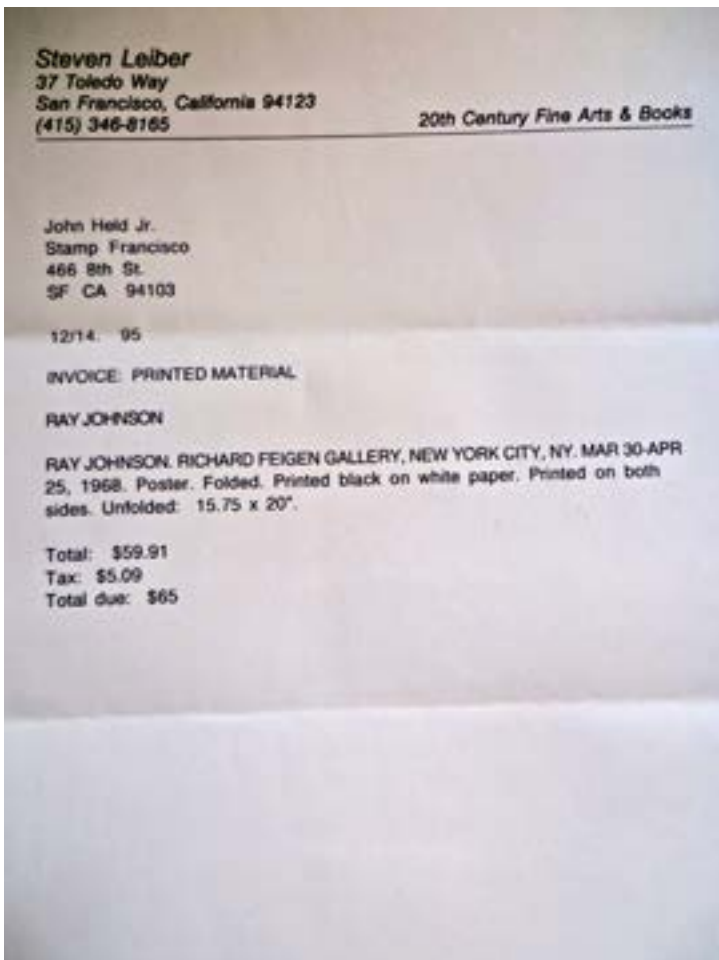 Steven Leiber
37 Toledo Way
San Francisco, California 94123
(415) 346-8165
20th Century Fine Arts & Books
John Held Jr.
Stamp Francisco
466 8th St.
SF CA 94103
12/14. 95
INVOICE: PRINTED MATERIAL
RAY JOHNSON
RAY JOHNSON. RICHARD FEIGEN GALLERY, NEW YORK CITY, NY. MAR 30-APR
25, 1968. Poster. Folded. Printed black on white paper. Printed on both
sides. Unfolded: 15.75 x 20".
Total: $59.91
Tax: $5.09
Total due: $65